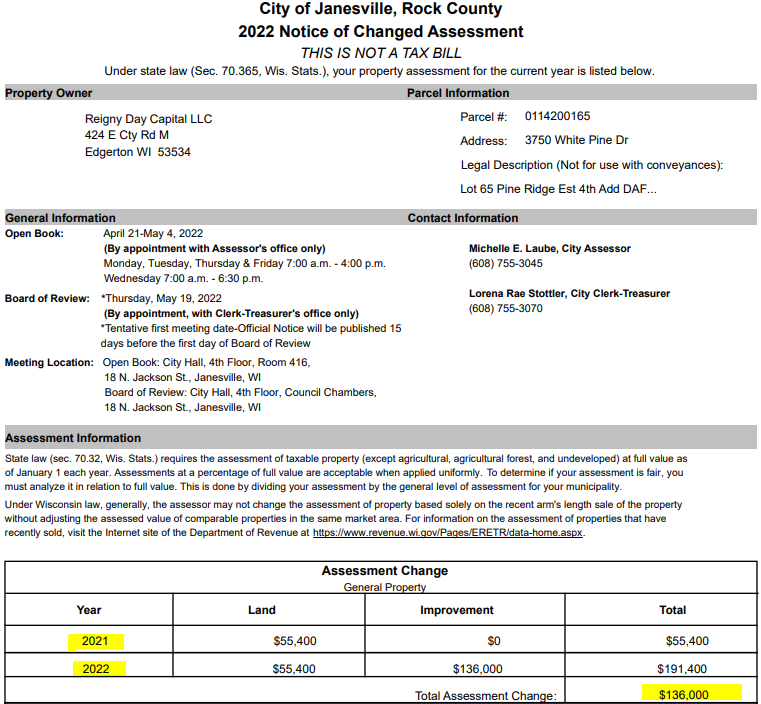 City of Janesville, Rock County
2022 Notice of Changed Assessment
THIS IS NOT A TAX BILL
Under state law (Sec. 70.365, Wis. Stats.), your property assessment for the current year is listed below.
Property Owner
Reigny Day Capital LLC
424 E Cty Rd M
Edgerton WI 53534
Parcel Information
Parcel #: 0114200165
Address: 3750 White Pine Dr
Legal Description (Not for use with conveyances):
Lot 65 Pine Ridge Est 4th Add DAF...
General Information
Open Book: April 21-May 4, 2022
(By appointment with Assessor's office only)
Monday, Tuesday, Thursday & Friday 7:00 a.m. - 4:00 p.m.
Wednesday 7:00 a.m. - 6:30 p.m.
Board of Review: *Thursday, May 19, 2022
(By appointment, with Clerk-Treasurer's office only)
*Tentative first meeting date-Official Notice will be published 15
days before the first day of Board of Review
Meeting Location: Open Book: City Hall, 4th Floor, Room 416,
18 N. Jackson St., Janesville, WI
Board of Review: City Hall, 4th Floor, Council Chambers,
18 N. Jackson St., Janesville, WI
Contact Information
Michelle E. Laube, City Assessor
(608) 755-3045
Lorena Rae Stottler, City Clerk-Treasurer
(608) 755-3070
Assessment Information
State law (sec. 70.32, Wis. Stats.) requires the assessment of taxable property (except agricultural, agricultural forest, and undeveloped) at full value as
of January 1 each year. Assessments at a percentage of full value are acceptable when applied uniformly. To determine if your assessment is fair, you
must analyze it in relation to full value. This is done by dividing your assessment by the general level of assessment for your municipality.
Under Wisconsin law, generally, the assessor may not change the assessment of property based solely on the recent arm's length sale of the property
without adjusting the assessed value of comparable properties in the same market area. For information on the assessment of properties that have
recently sold, visit the Internet site of the Department of Revenue at https://www.revenue.wi.gov/Pages/ERETR/data-home.aspx.
Assessment Change
General Property
Year Land Improvement Total
2021 $55,400 $0 $55,400
2022 $55,400 $136,000 $191,400
Total Assessment Change: $136,000